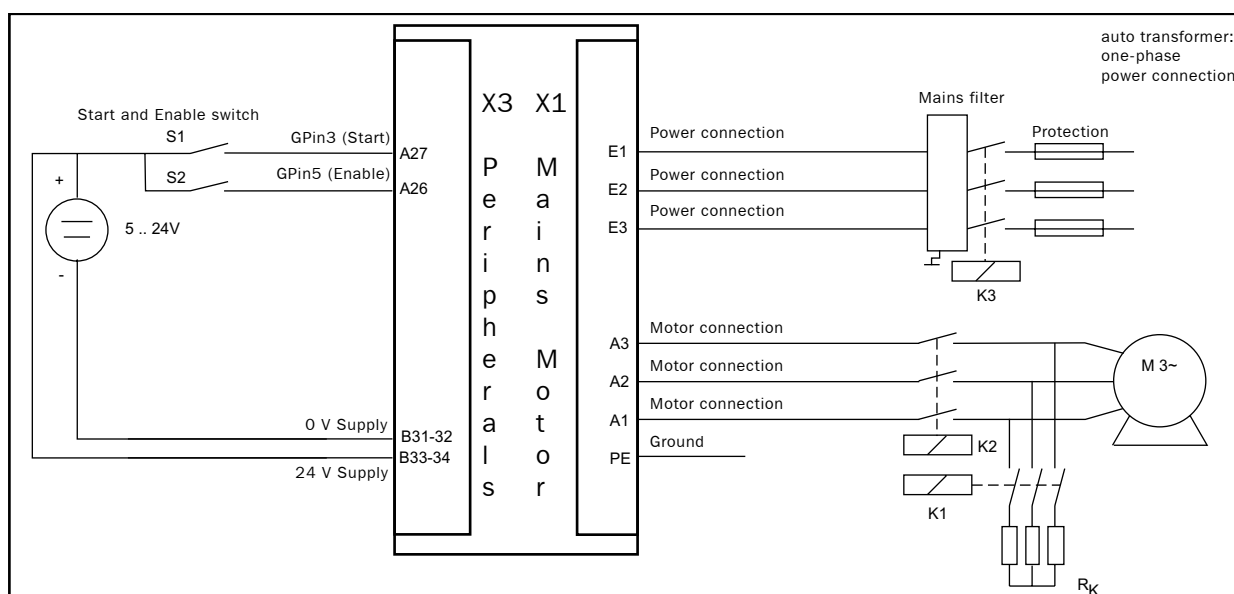 auto transformer:
one-phase
power connection
Start and Enable switch
S1
GPin3 (Start)
A27
S2
GPin5 (Enable)
A26
+
5 .. 24V
-
0 V Supply
B31-32
B33-34
24 V Supply
X3 X1
Peripherals
Mains Motor
Mains filter
Power connection
E1
Protection
Power connection
E2
Power connection
E3
K3
Motor connection
A3
Motor connection
A2
M 3~
Motor connection
A1
Ground
PE
K2
K1
RK